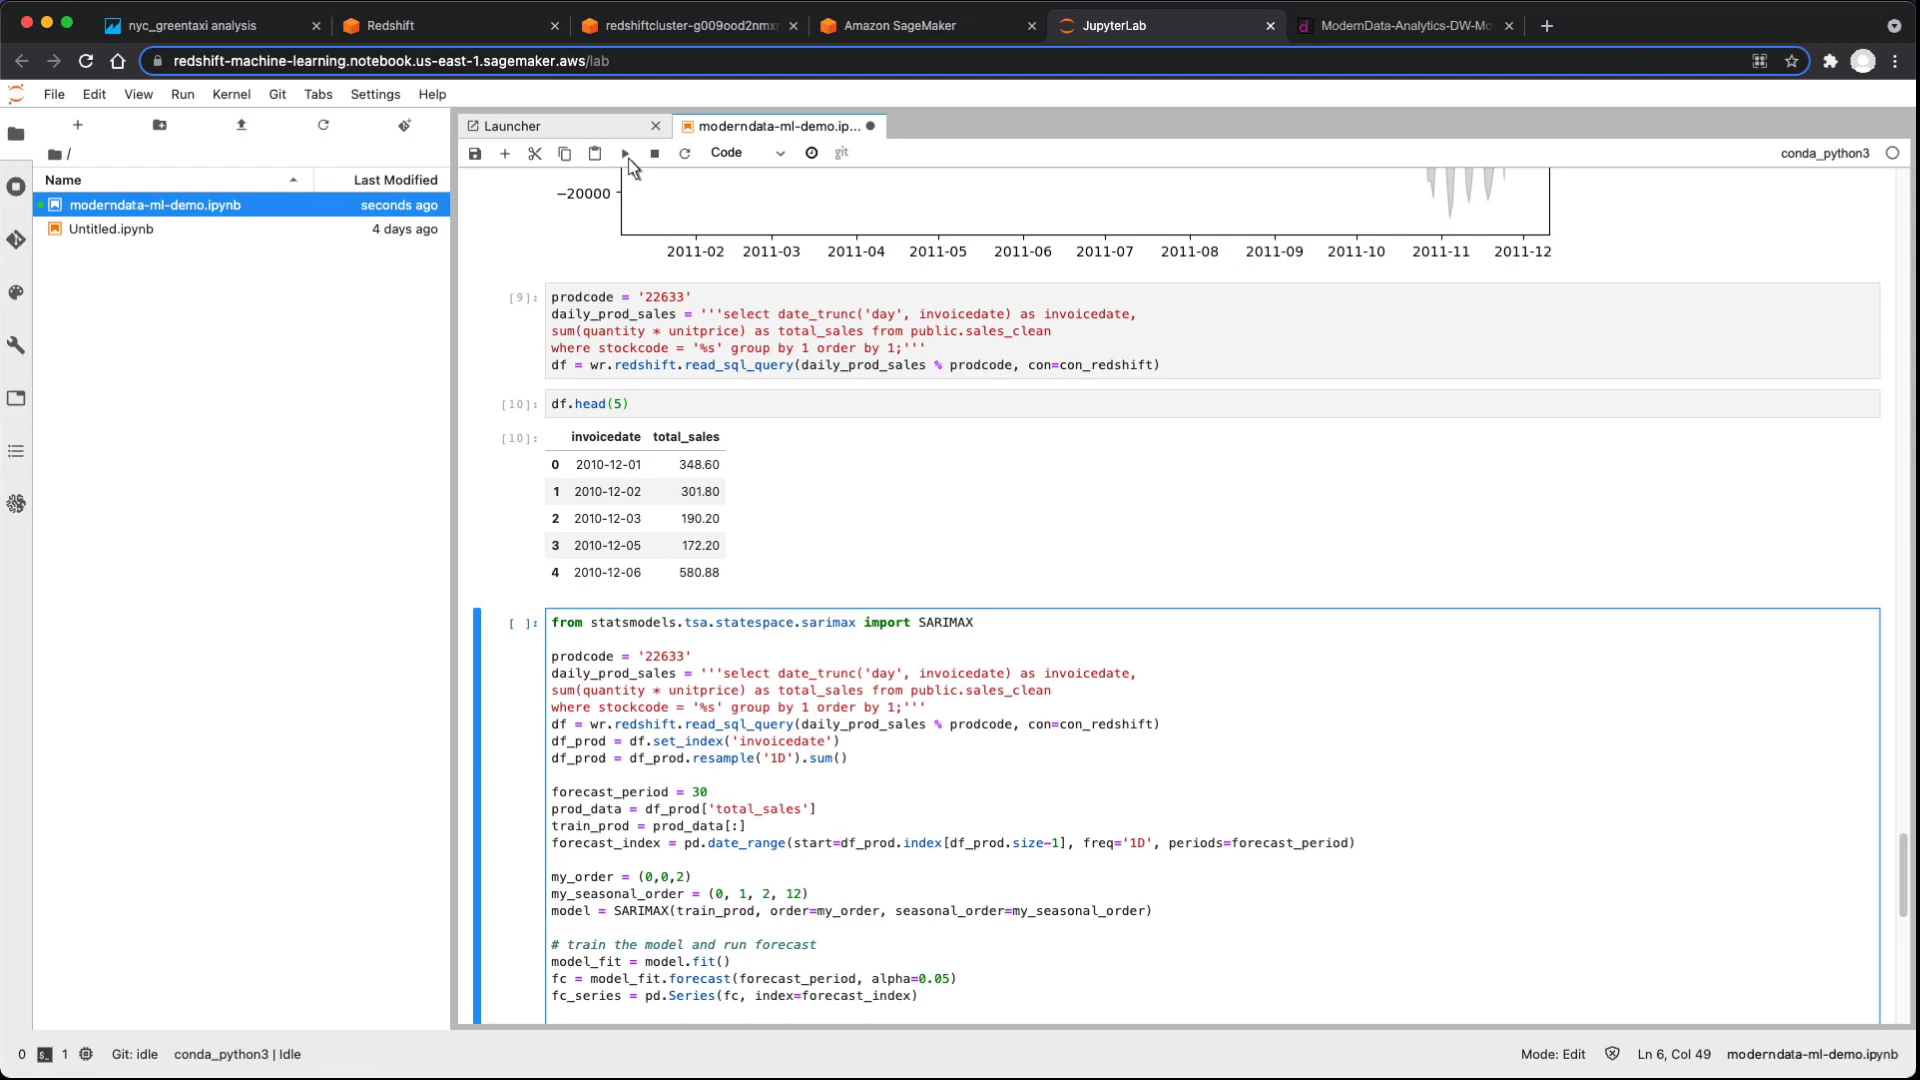 nyc_greentaxi analysis
Redshift
redshiftcluster-g009ood2nmxr
Amazon SageMaker
JupyterLab
ModernData-Analytics-DW-Mo
redshift-machine-learning.notebook.us-east-1.sagemaker.aws/lab
File Edit View Run Kernel Git Tabs Settings Help
/
Name Last Modified
moderndata-ml-demo.ipynb seconds ago
Untitled.ipynb 4 days ago
Launcher
moderndata-ml-demo.ip...
Code
git
conda_python3
−20000
2011-02 2011-03 2011-04 2011-05 2011-06 2011-07 2011-08 2011-09 2011-10 2011-11 2011-12
[9]: prodcode = '22633'
daily_prod_sales = '''select date_trunc('day', invoicedate) as invoicedate,
sum(quantity * unitprice) as total_sales from public.sales_clean
where stockcode = '%s' group by 1 order by 1;'''
df = wr.redshift.read_sql_query(daily_prod_sales % prodcode, con=con_redshift)
[10]: df.head(5)
[10]: invoicedate total_sales
0 2010-12-01 348.60
1 2010-12-02 301.80
2 2010-12-03 190.20
3 2010-12-05 172.20
4 2010-12-06 580.88
[ ]: from statsmodels.tsa.statespace.sarimax import SARIMAX
prodcode = '22633'
daily_prod_sales = '''select date_trunc('day', invoicedate) as invoicedate,
sum(quantity * unitprice) as total_sales from public.sales_clean
where stockcode = '%s' group by 1 order by 1;'''
df = wr.redshift.read_sql_query(daily_prod_sales % prodcode, con=con_redshift)
df_prod = df.set_index('invoicedate')
df_prod = df_prod.resample('1D').sum()
forecast_period = 30
prod_data = df_prod['total_sales']
train_prod = prod_data[:]
forecast_index = pd.date_range(start=df_prod.index[df_prod.size-1], freq='1D', periods=forecast_period)
my_order = (0,0,2)
my_seasonal_order = (0, 1, 2, 12)
model = SARIMAX(train_prod, order=my_order, seasonal_order=my_seasonal_order)
# train the model and run forecast
model_fit = model.fit()
fc = model_fit.forecast(forecast_period, alpha=0.05)
fc_series = pd.Series(fc, index=forecast_index)
0 1 Git: idle conda_python3 | Idle
Mode: Edit Ln 6, Col 49 moderndata-ml-demo.ipynb